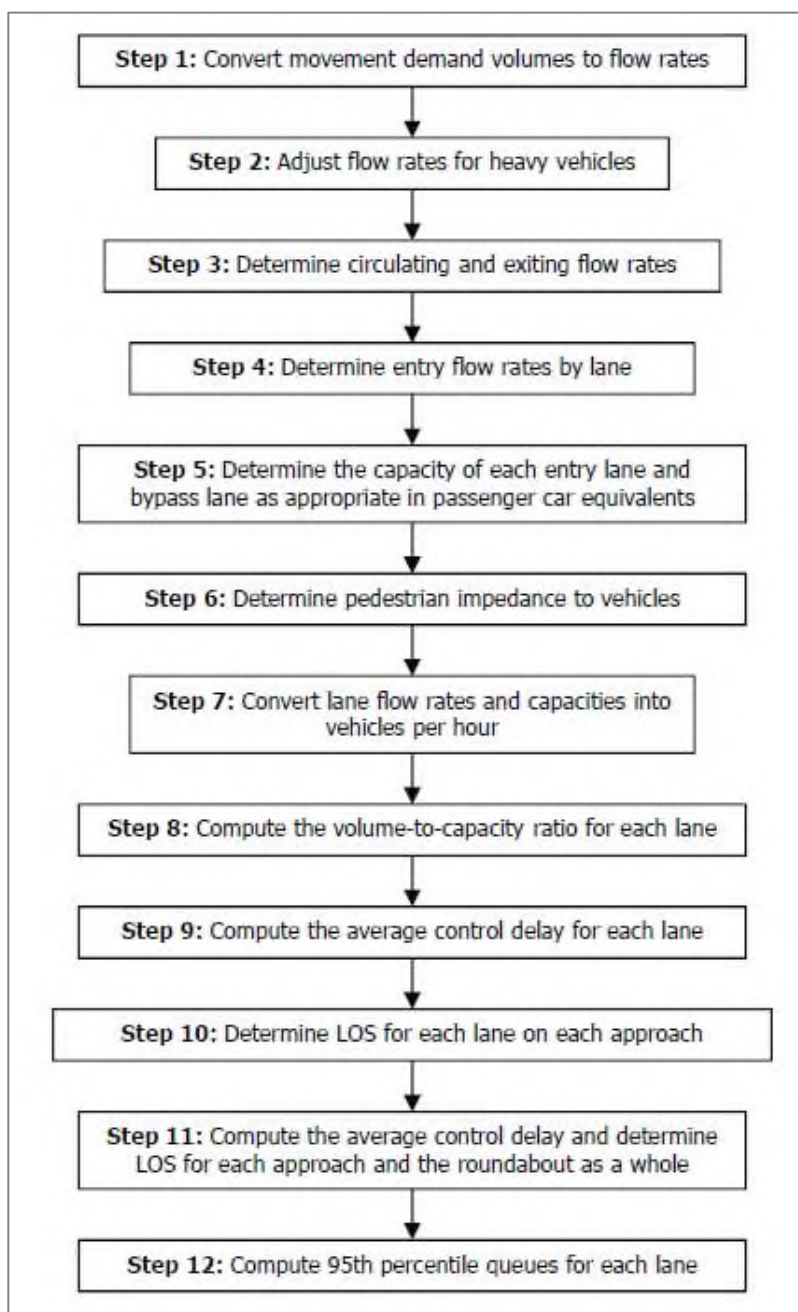 Step 1: Convert movement demand volumes to flow rates
Step 2: Adjust flow rates for heavy vehicles
Step 3: Determine circulating and exiting flow rates
Step 4: Determine entry flow rates by lane
Step 5: Determine the capacity of each entry lane and
bypass lane as appropriate in passenger car equivalents
Step 6: Determine pedestrian impedance to vehicles
Step 7: Convert lane flow rates and capacities into
vehicles per hour
Step 8: Compute the volume-to-capacity ratio for each lane
Step 9: Compute the average control delay for each lane
Step 10: Determine LOS for each lane on each approach
Step 11: Compute the average control delay and determine
LOS for each approach and the roundabout as a whole
Step 12: Compute 95th percentile queues for each lane